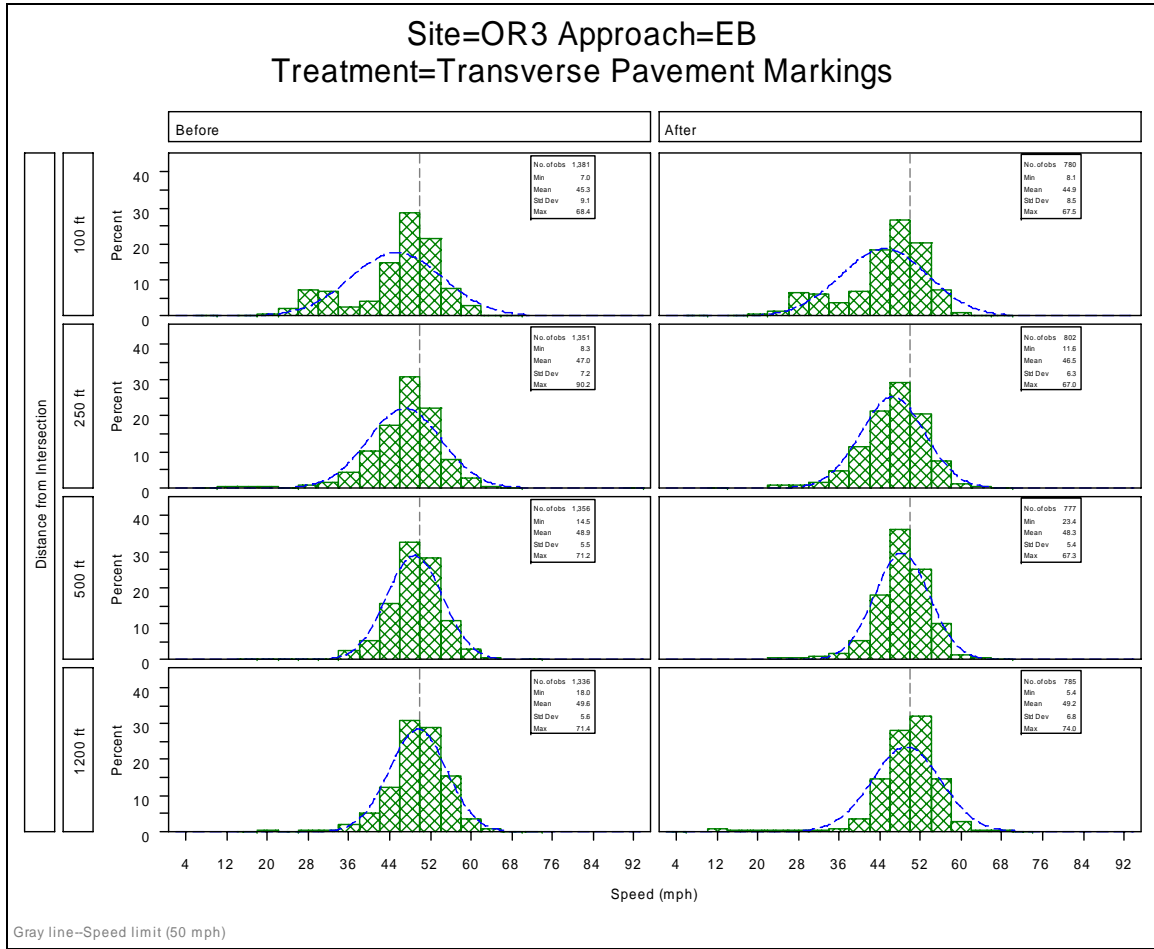 Site=OR3 Approach=EB
Treatment=Transverse Pavement Markings
Before
After
Distance from Intersection
100 ft
Percent
40
30
20
10
0
No. of obs 1,381
Min 7.0
Mean 45.3
Std Dev 9.1
Max 68.4
No. of obs 780
Min 8.1
Mean 44.9
Std Dev 8.5
Max 67.5
250 ft
Percent
40
30
20
10
0
No. of obs 1,351
Min 8.3
Mean 47.0
Std Dev 7.2
Max 90.2
No. of obs 802
Min 11.6
Mean 46.5
Std Dev 6.3
Max 67.0
500 ft
Percent
40
30
20
10
0
No. of obs 1,356
Min 14.5
Mean 48.9
Std Dev 5.5
Max 71.2
No. of obs 777
Min 23.4
Mean 48.3
Std Dev 5.4
Max 67.3
1200 ft
Percent
40
30
20
10
0
No. of obs 1,336
Min 18.0
Mean 49.6
Std Dev 5.6
Max 71.4
No. of obs 785
Min 5.4
Mean 49.2
Std Dev 6.8
Max 74.0
4 12 20 28 36 44 52 60 68 76 84 92
4 12 20 28 36 44 52 60 68 76 84 92
Speed (mph)
Gray line--Speed limit (50 mph)